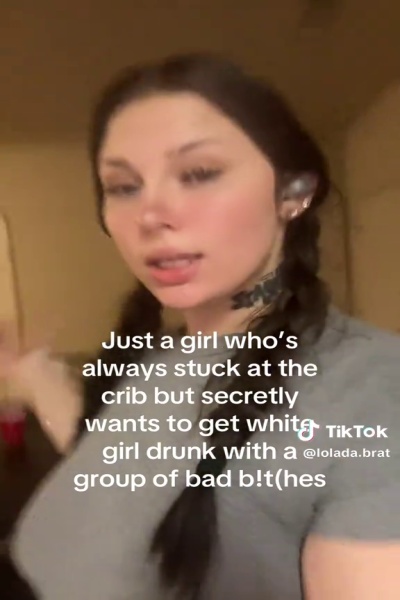 Just a girl who's
always stuck at the
crib but secretly
wants to get white
girl drunk with a
group of bad b!t(hes
TikTok
@lolada.brat